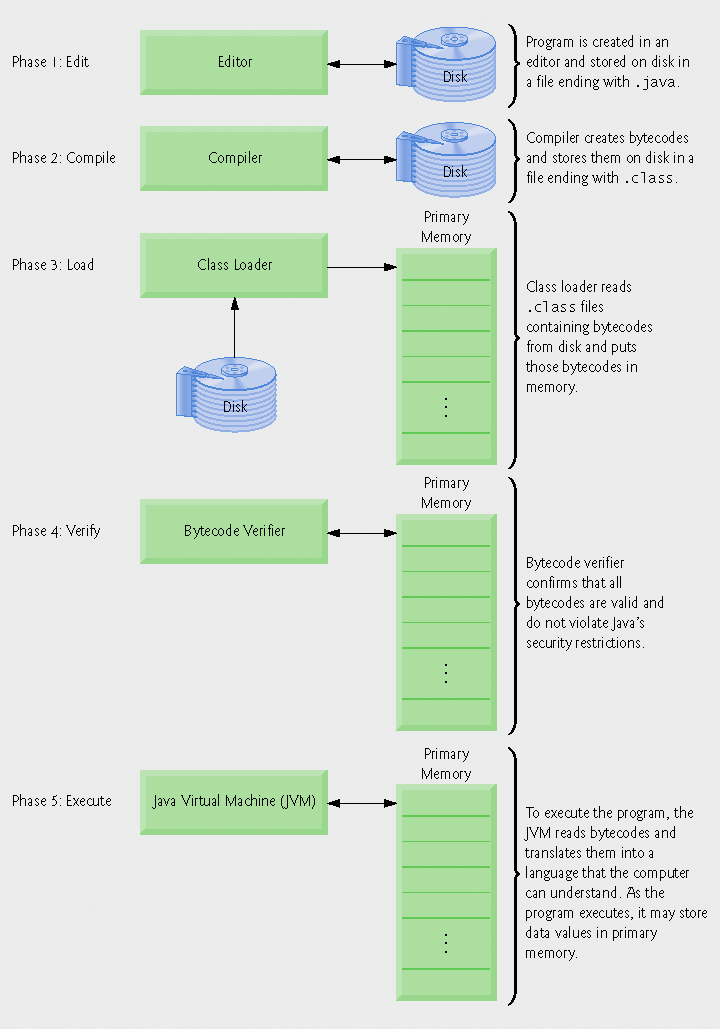 Phase 1: Edit
Editor
Disk
Program is created in an
editor and stored on disk in
a file ending with .java.
Phase 2: Compile
Compiler
Disk
Compiler creates bytecodes
and stores them on disk in a
file ending with .class.
Phase 3: Load
Class Loader
Disk
Primary
Memory
Class loader reads
.class files
containing bytecodes
from disk and puts
those bytecodes in
memory.
Phase 4: Verify
Bytecode Verifier
Primary
Memory
Bytecode verifier
confirms that all
bytecodes are valid and
do not violate Java's
security restrictions.
Phase 5: Execute
Java Virtual Machine (JVM)
Primary
Memory
To execute the program, the
JVM reads bytecodes and
translates them into a
language that the computer
can understand. As the
program executes, it may store
data values in primary
memory.